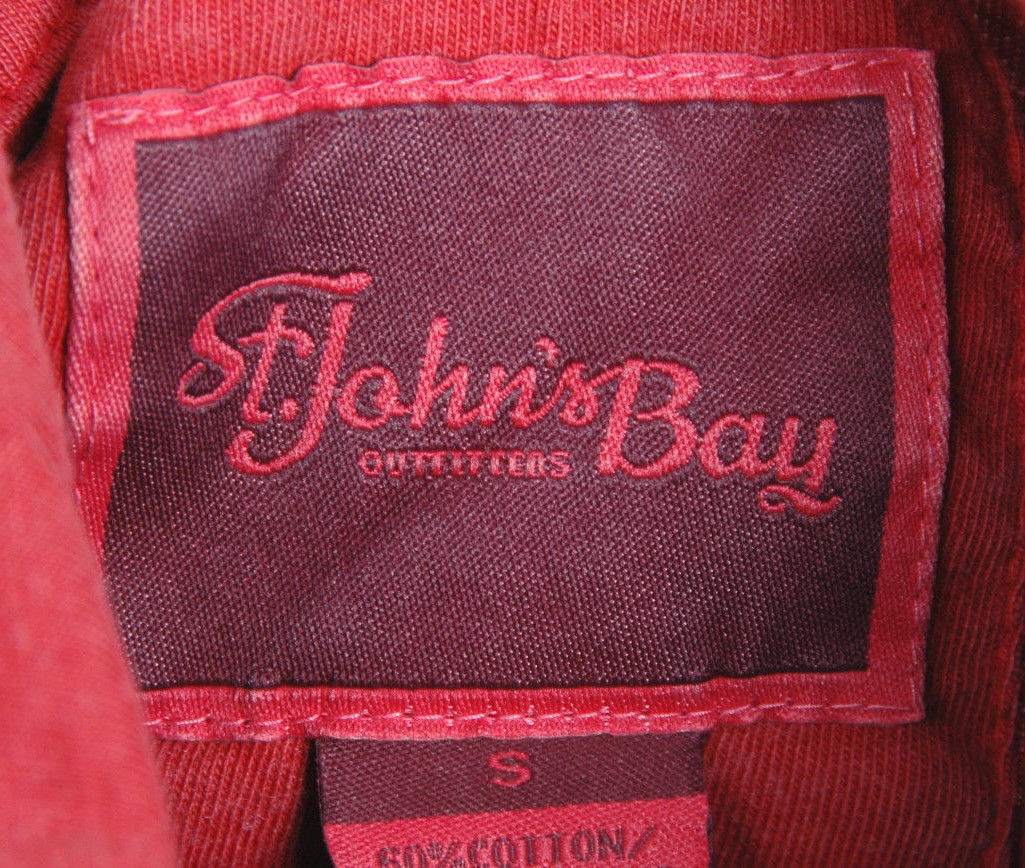 St. John's Bay
OUTFITTERS
S
60% COTTON/